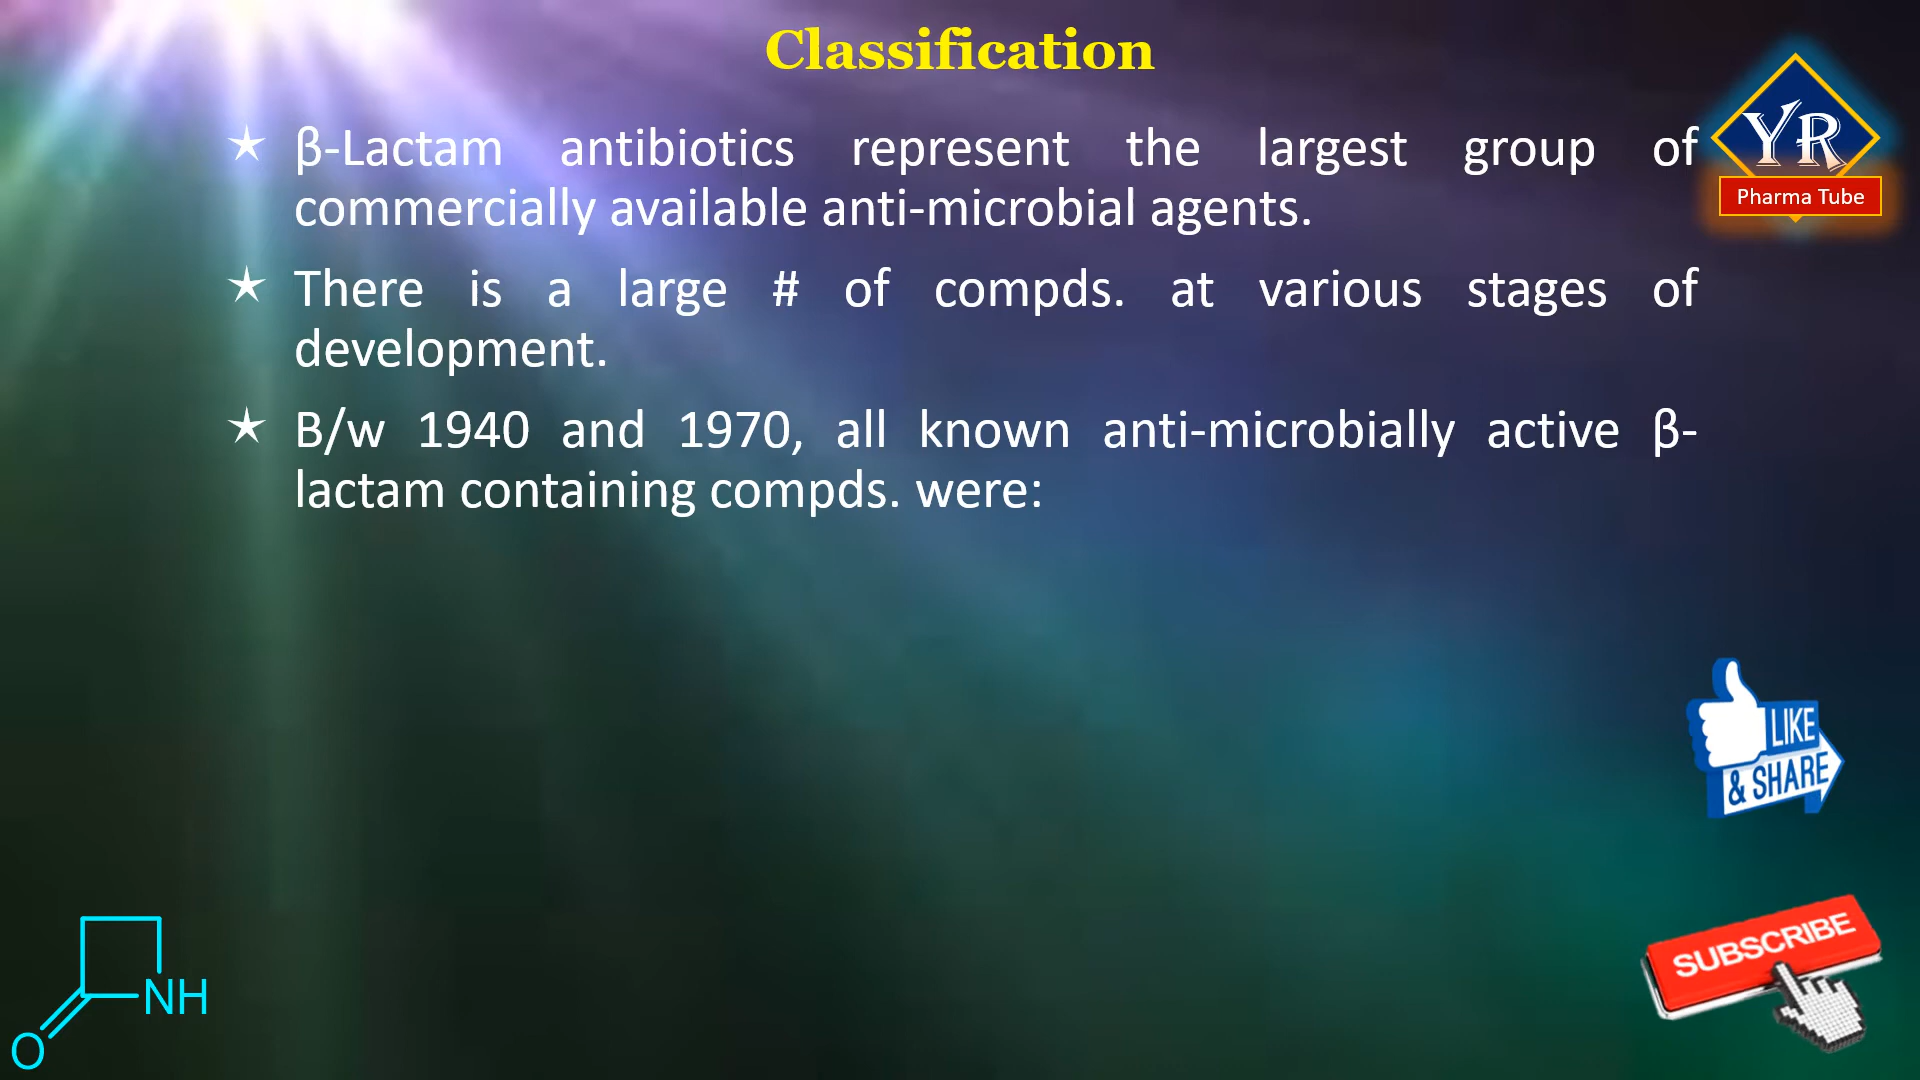 Classification
β-Lactam antibiotics represent the largest group of
commercially available anti-microbial agents.
There is a large # of compds. at various stages of
development.
B/w 1940 and 1970, all known anti-microbially active β-
lactam containing compds. were:
YR
Pharma Tube
LIKE
& SHARE
SUBSCRIBE
NH
O